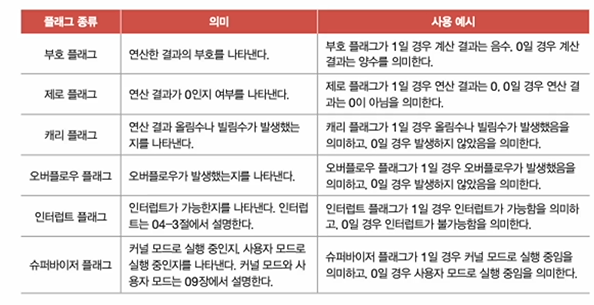 플래그 종류 의미 사용 예시
부호 플래그 연산한 결과의 부호를 나타낸다. 부호 플래그가 1일 경우 계산 결과는 음수, 0일 경우 계산
결과는 양수를 의미한다.
제로 플래그 연산 결과가 0인지 여부를 나타낸다. 제로 플래그가 1일 경우 연산 결과는 0, 0일 경우 연산 결
과는 0이 아님을 의미한다.
캐리 플래그 연산 결과 올림수나 빌림수가 발생했는 캐리 플래그가 1일 경우 올림수나 빌림수가 발생했음을
지를 나타낸다. 의미하고, 0일 경우 발생하지 않았음을 의미한다.
오버플로우 플래그 오버플로우가 발생했는지를 나타낸다. 오버플로우 플래그가 1일 경우 오버플로우가 발생했음을
의미하고, 0일 경우 발생하지 않았음을 의미한다.
인터럽트 플래그 인터럽트가 가능한지를 나타낸다. 인터럽 인터럽트 플래그가 1일 경우 인터럽트가 가능함을 의미하
트는 04-3절에서 설명한다. 고, 0일 경우 인터럽트가 불가능함을 의미한다.
슈퍼바이저 플래그 커널 모드로 실행 중인지, 사용자 모드로 슈퍼바이저 플래그가 1일 경우 커널 모드로 실행 중임을
실행 중인지를 나타낸다. 커널 모드와 사 의미하고, 0일 경우 사용자 모드로 실행 중임을 의미한다.
용자 모드는 09장에서 설명한다.